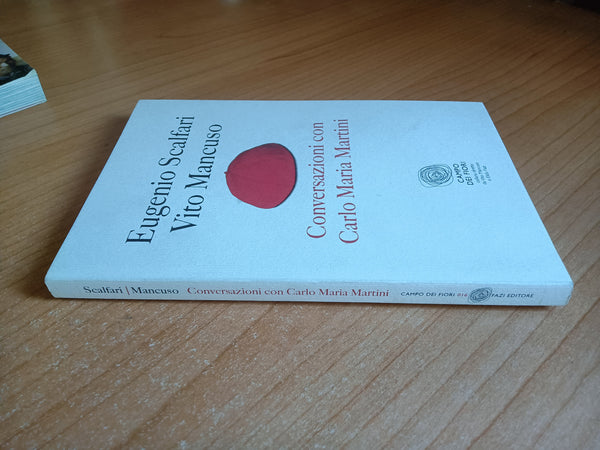 Eugenio Scalfari
Vito Mancuso
Conversazioni con
Carlo Maria Martini
CAMPO
DEI FIORI
Scalfari | Mancuso Conversazioni con Carlo Maria Martini CAMPO DEI FIORI FAZI EDITORE